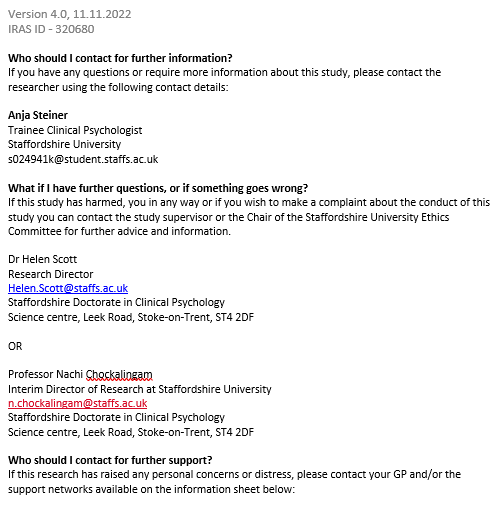 Version 4.0, 11.11.2022
IRAS ID - 320680
Who should I contact for further information?
If you have any questions or require more information about this study, please contact the
researcher using the following contact details:
Anja Steiner
Trainee Clinical Psychologist
Staffordshire University
s024941k@student.staffs.ac.uk
What if I have further questions, or if something goes wrong?
If this study has harmed, you in any way or if you wish to make a complaint about the conduct of this
study you can contact the study supervisor or the Chair of the Staffordshire University Ethics
Committee for further advice and information.
Dr Helen Scott
Research Director
Helen.Scott@staffs.ac.uk
Staffordshire Doctorate in Clinical Psychology
Science centre, Leek Road, Stoke-on-Trent, ST4 2DF
OR
Professor Nachi Chockalingam
Interim Director of Research at Staffordshire University
n.chockalingam@staffs.ac.uk
Staffordshire Doctorate in Clinical Psychology
Science centre, Leek Road, Stoke-on-Trent, ST4 2DF
Who should I contact for further support?
If this research has raised any personal concerns or distress, please contact your GP and/or the
support networks available on the information sheet below: